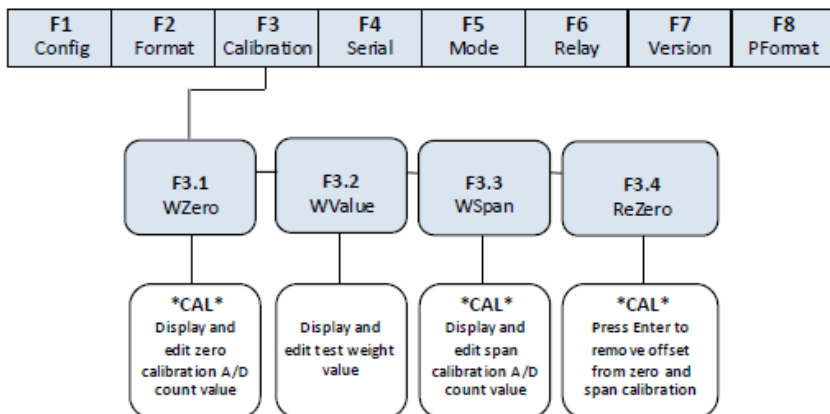 F1 F2 F3 F4 F5 F6 F7 F8
Config Format Calibration Serial Mode Relay Version PFormat
F3.1
WZero
F3.2
WValue
F3.3
WSpan
F3.4
ReZero
*CAL*
Display and
edit zero
calibration A/D
count value
Display and
edit test weight
value
*CAL*
Display and
edit span
calibration A/D
count value
*CAL*
Press Enter to
remove offset
from zero and
span calibration